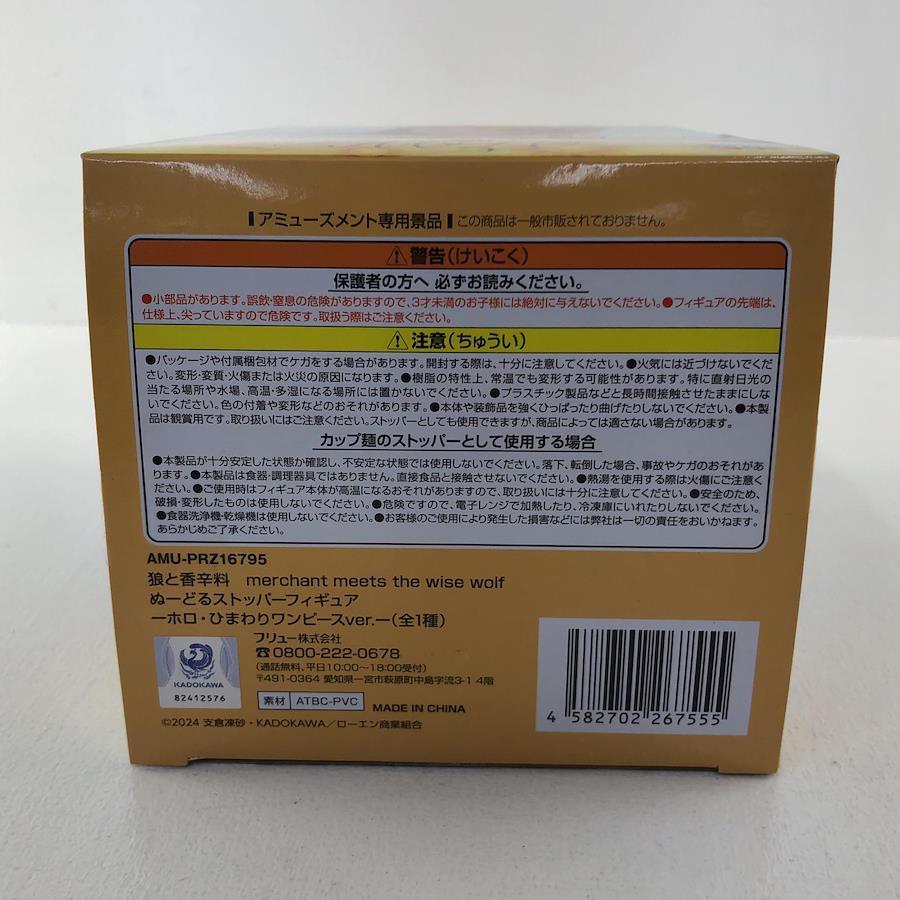 アミューズメント専用景品 この商品は一般市販されておりません。
⚠警告(けいこく)
保護者の方へ 必ずお読みください。
●小部品があります。誤飲・窒息の危険がありますので、3才未満のお子様には絶対に与えないでください。●フィギュアの先端は、
仕様上、尖っていますので危険です。取扱う際はご注意ください。
⚠注意(ちゅうい)
●パッケージや付属梱包材でケガをする場合があります。開封する際は、十分に注意してください。●火気には近づけないでくだ
さい。変形・変質・火傷または火災の原因になります。●樹脂の特性上、常温でも変形する可能性があります。特に直射日光の
当たる場所や水場、高温・多湿になる場所には置かないでください。●プラスチック製品などと長時間接触させたままにし
ないでください。色の付着や変形などのおそれがあります。●本体や装飾品を強くひっぱったり曲げたりしないでください。●本製
品は観賞用です。取り扱いにはご注意ください。ストッパーとしても使用できますが、商品によっては適さない場合があります。
カップ麺のストッパーとして使用する場合
●本製品が十分安定した状態か確認し、不安定な状態では使用しないでください。落下、転倒した場合、事故やケガのおそれがあ
ります。●本製品は食器・調理器具ではありません。直接食品と接触させないでください。●熱湯を使用する際は火傷にご注意く
ださい。●ご使用時はフィギュア本体が高温になるおそれがありますので、取り扱いには十分に注意してください。●安全のため、
破損・変形したものは使用しないでください。●危険ですので、電子レンジで加熱したり、冷凍庫にいれたりしないでください。
●食器洗浄機・乾燥機は使用しないでください。●お客様のご使用により発生した損害などには弊社は一切の責任をおいかねます。
あらかじめご了承ください。
AMU-PRZ16795
狼と香辛料 merchant meets the wise wolf
ぬーどるストッパーフィギュア
ーホロ・ひまわりワンピースver.ー(全1種)
フリュー株式会社
☎0800-222-0678
(通話無料、平日10:00〜18:00受付)
〒491-0364 愛知県一宮市萩原町中島字流3-1 4階
KADOKAWA
82412576
素材 ATBC-PVC MADE IN CHINA
©2024 支倉凍砂・KADOKAWA/ローエン商業組合
4 582702 267555